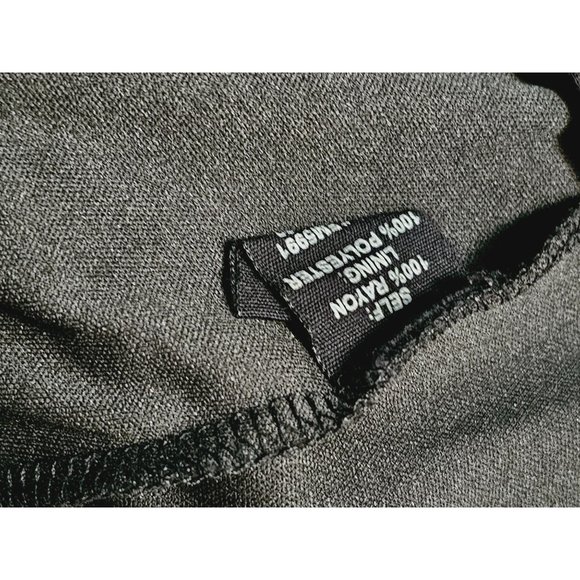 SELF:
100% RAYON
LINING:
100% POLYESTER